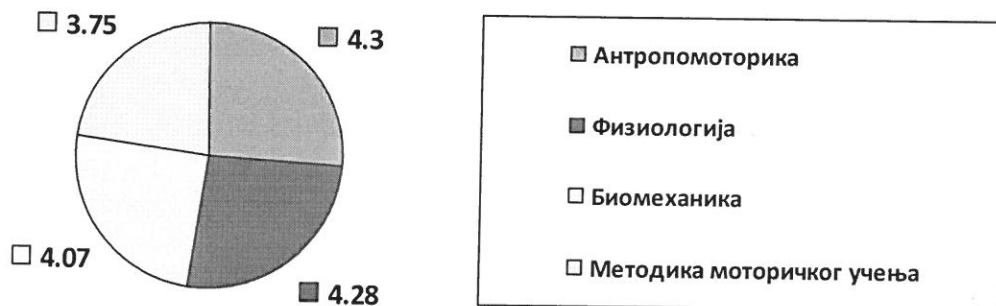 3.75
4.3
4.07
4.28
Антропомоторика
Физиологија
Биомеханика
Методика моторичког учења